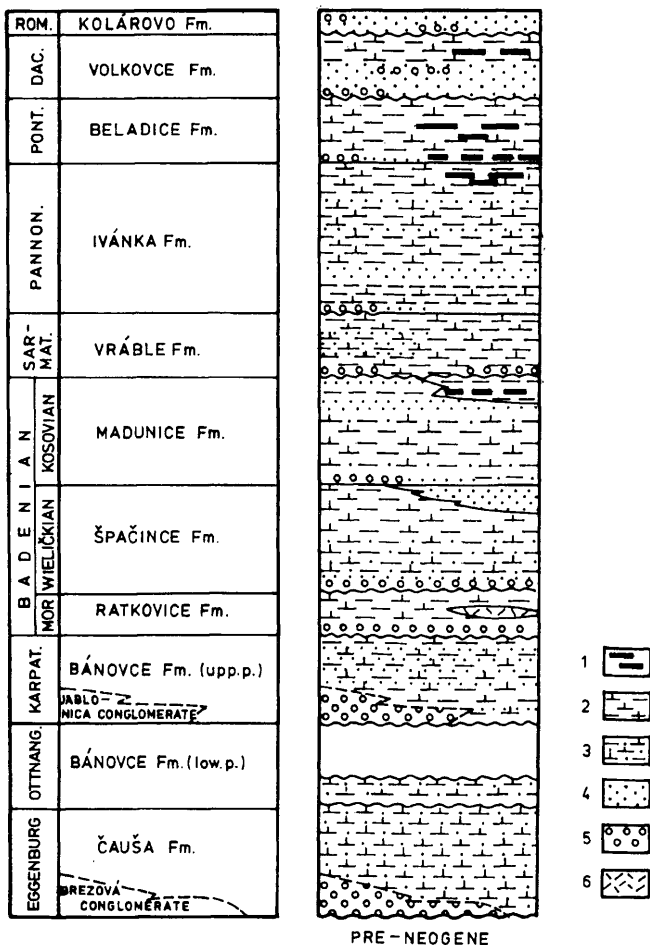 ROM. KOLÁROVO Fm.
DAC. VOLKOVCE Fm.
PONT. BELADICE Fm.
PANNON. IVÁNKA Fm.
SAR-
MAT. VRÁBLE Fm.
BADENIAN
KOSOVIAN MADUNICE Fm.
WIELIČKIAN ŠPAČINCE Fm.
MOR RATKOVICE Fm.
KARPAT. BÁNOVCE Fm. (upp.p.)
JABLO-
NICA CONGLOMERATE
OTTNANG. BÁNOVCE Fm. (low.p.)
EGGENBURG ČAUŠA Fm.
BREZOVÁ
CONGLOMERATE
PRE-NEOGENE
1
2
3
4
5
6